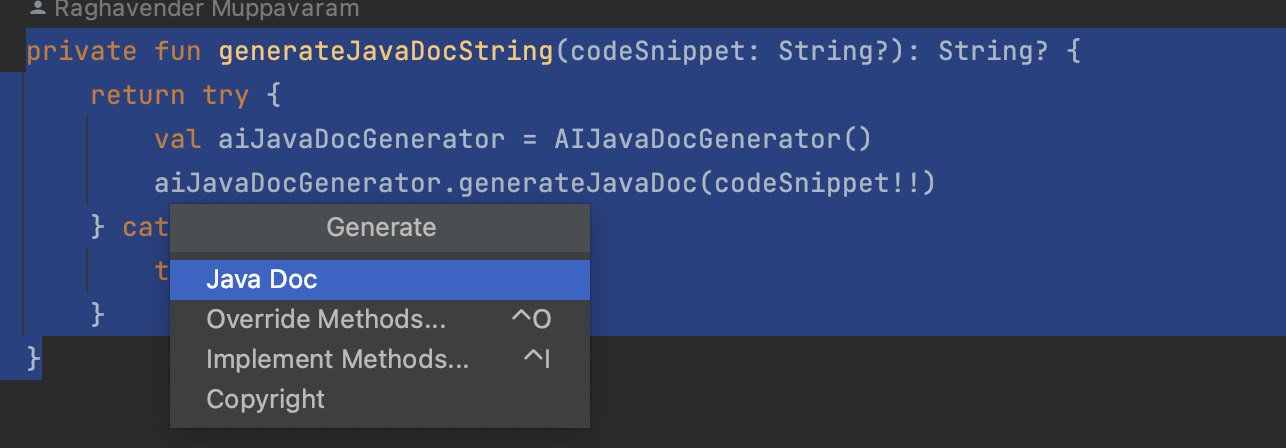 Raghavender Muppavaram
private fun generateJavaDocString(codeSnippet: String?): String? {
return try {
val aiJavaDocGenerator = AIJavaDocGenerator()
aiJavaDocGenerator.generateJavaDoc(codeSnippet!!)
} cat
t
}
}
Generate
Java Doc
Override Methods... ^O
Implement Methods... ^I
Copyright